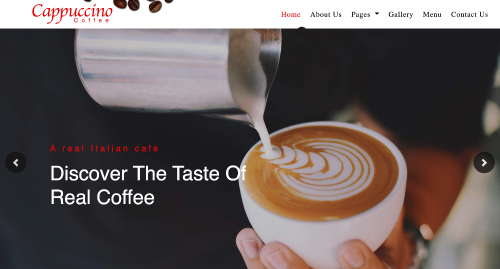 Cappuccino
Coffee
Home About Us Pages Gallery Menu Contact Us
A real Italian cafe
Discover The Taste Of
Real Coffee